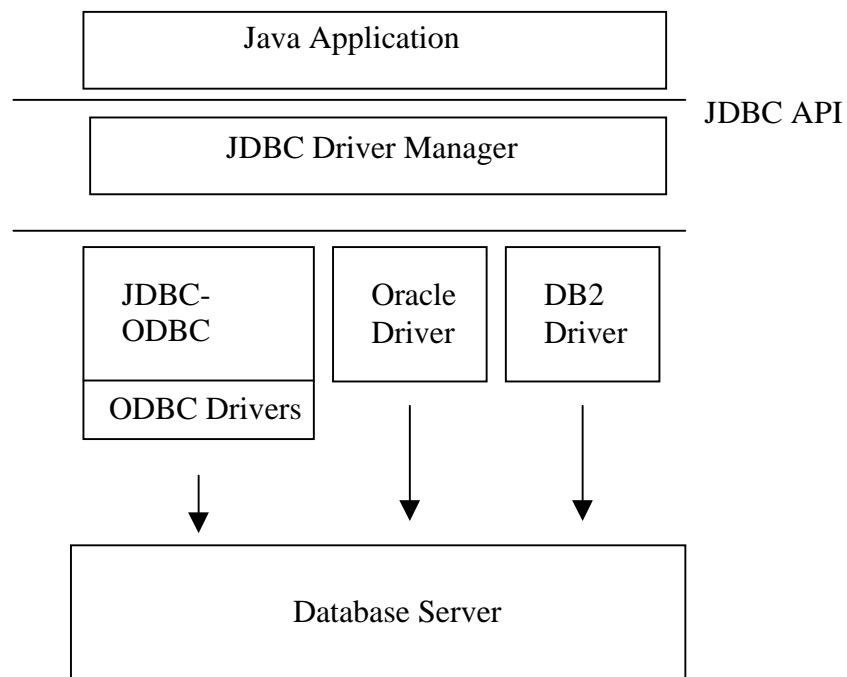 Java Application
JDBC API
JDBC Driver Manager
JDBC-
ODBC
Oracle
Driver
DB2
Driver
ODBC Drivers
Database Server